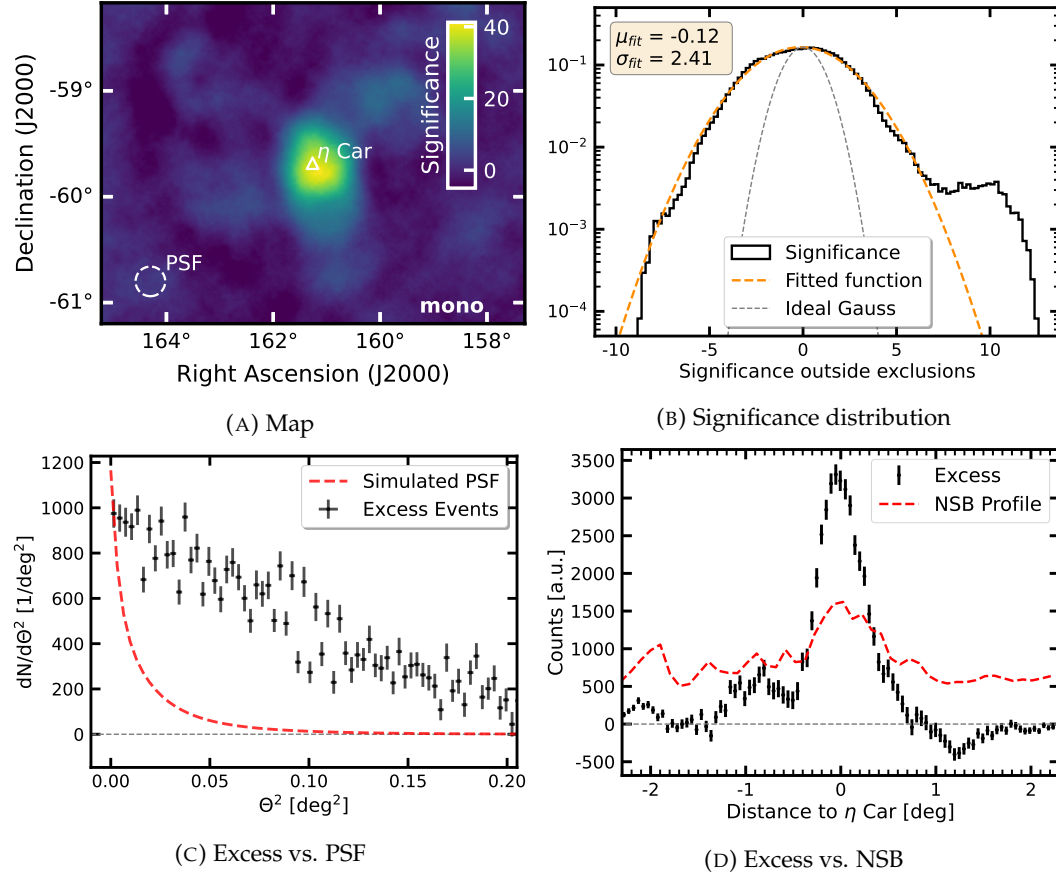 Declination (J2000)
-59°
-60°
-61°
164°
162°
160°
158°
Right Ascension (J2000)
Significance
40
20
0
η Car
PSF
mono
(A) Map
μfit = -0.12
σfit = 2.41
10⁻¹
10⁻²
10⁻³
10⁻⁴
Significance
Fitted function
Ideal Gauss
-10
-5
0
5
10
Significance outside exclusions
(B) Significance distribution
dN/dΘ² [1/deg²]
1200
1000
800
600
400
200
0
Simulated PSF
Excess Events
0.00
0.05
0.10
0.15
0.20
Θ² [deg²]
(C) Excess vs. PSF
Counts [a.u.]
3500
3000
2500
2000
1500
1000
500
0
-500
Excess
NSB Profile
-2
-1
0
1
2
Distance to η Car [deg]
(D) Excess vs. NSB